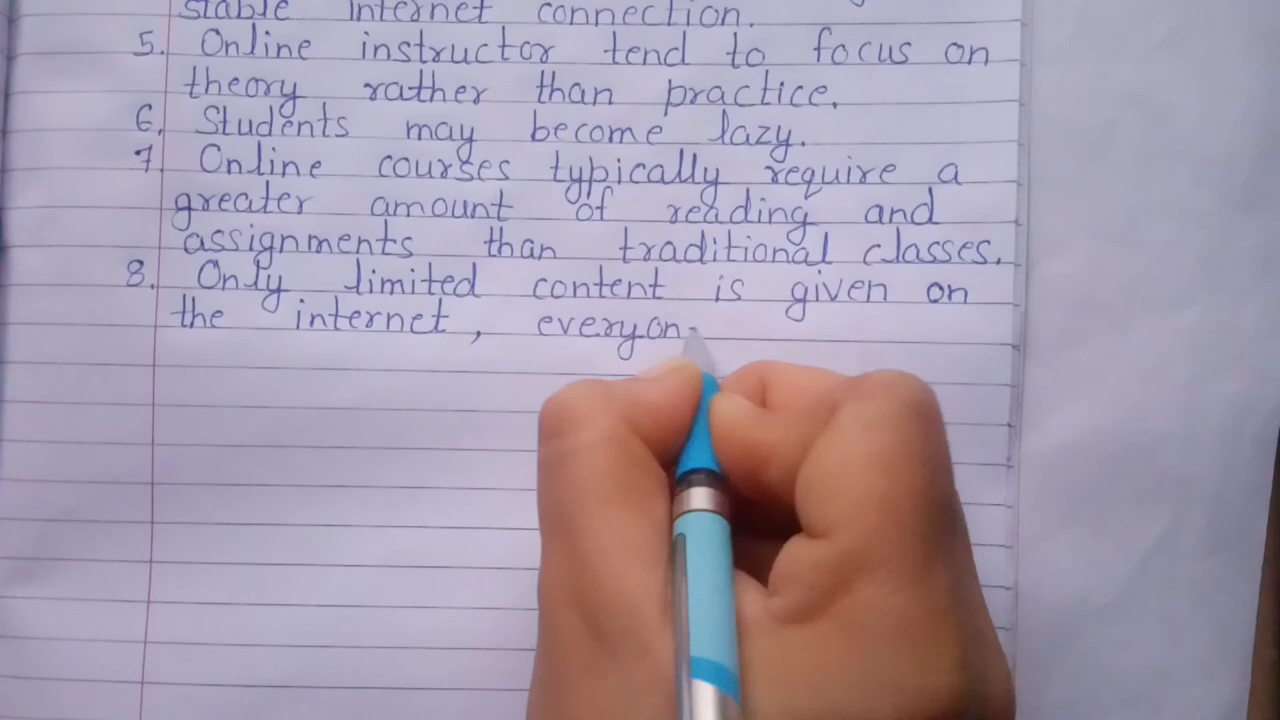 stable internet connection.
5. Online instructor tend to focus on
theory rather than practice.
6. Students may become lazy.
7. Online courses typically require a
greater amount of reading and
assignments than traditional classes.
8. Only limited content is given on
the internet, everyon